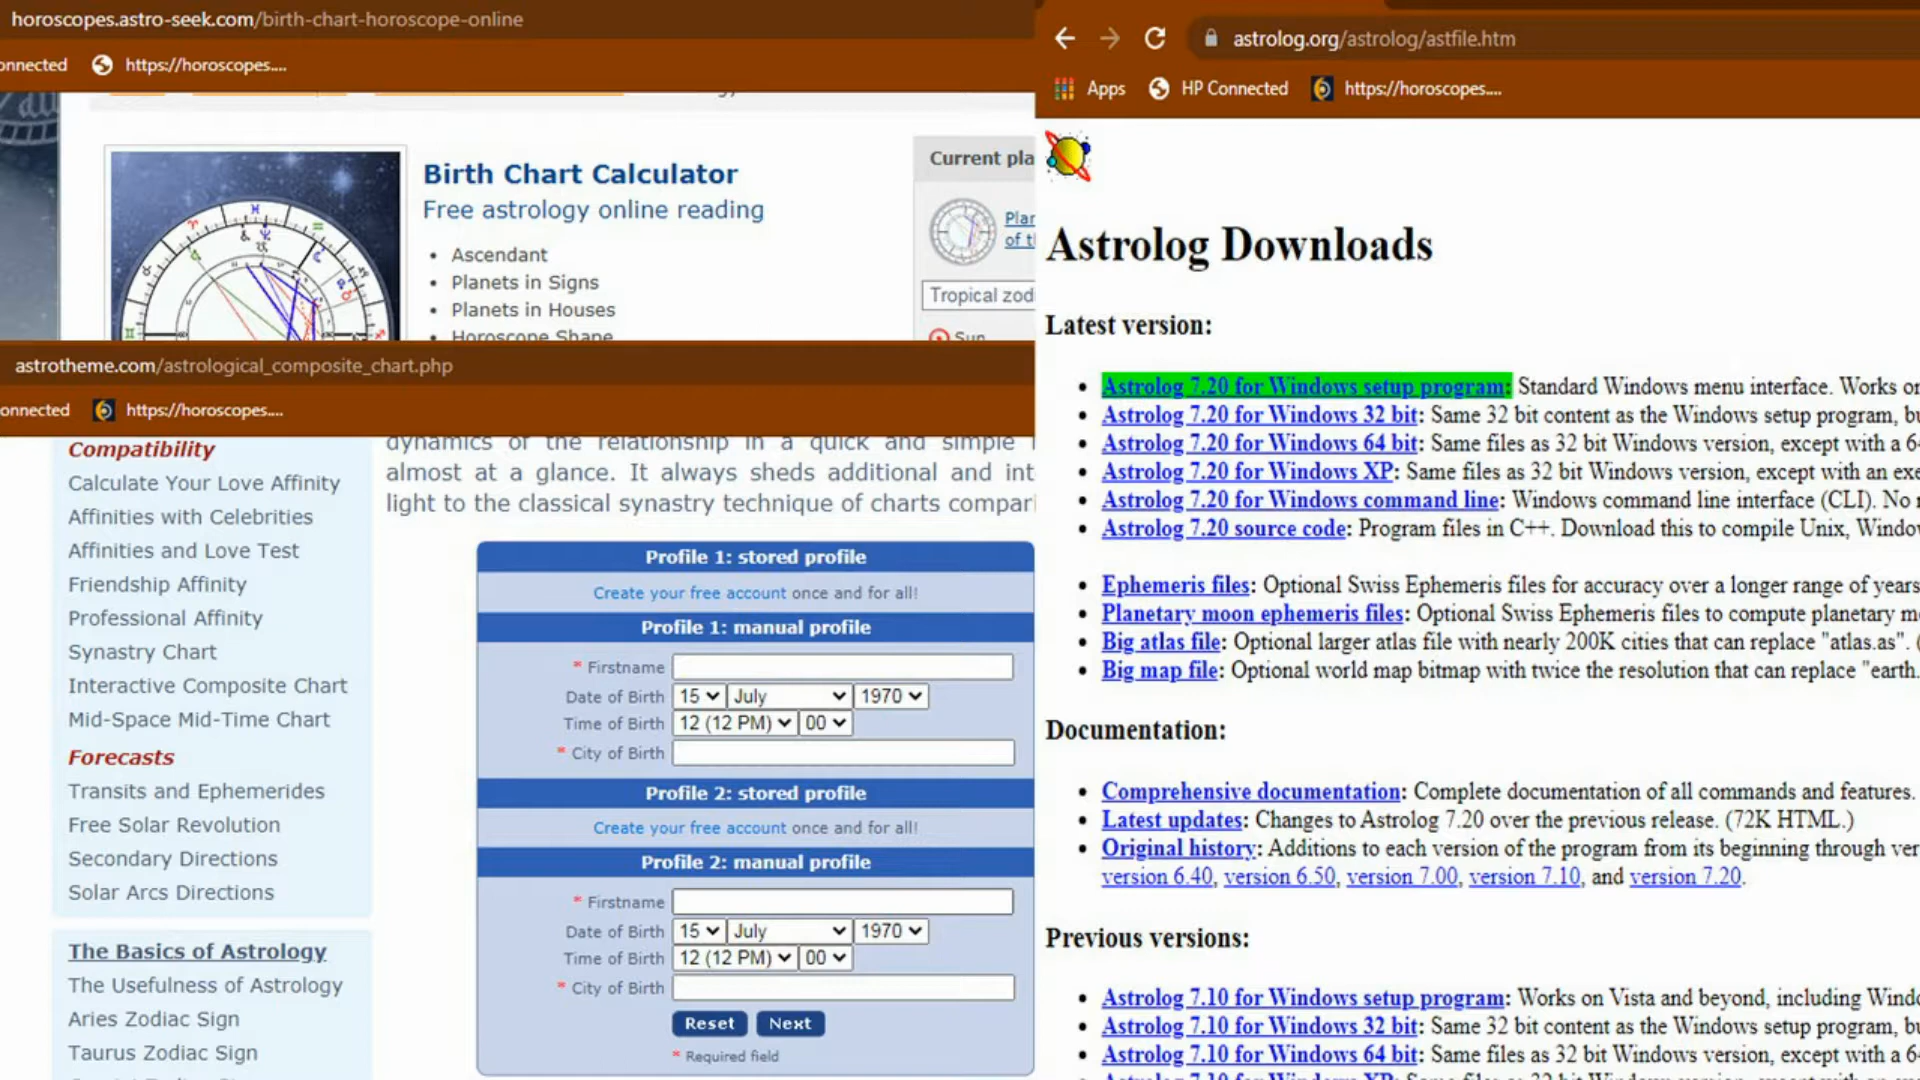 horoscopes.astro-seek.com/birth-chart-horoscope-online
onnected https://horoscopes....
Birth Chart Calculator
Free astrology online reading
• Ascendant
• Planets in Signs
• Planets in Houses
• Horoscope Shape
Current pla
Plan
of t
Tropical zod
Sun
astrotheme.com/astrological_composite_chart.php
onnected https://horoscopes....
Compatibility
Calculate Your Love Affinity
Affinities with Celebrities
Affinities and Love Test
Friendship Affinity
Professional Affinity
Synastry Chart
Interactive Composite Chart
Mid-Space Mid-Time Chart
Forecasts
Transits and Ephemerides
Free Solar Revolution
Secondary Directions
Solar Arcs Directions
The Basics of Astrology
The Usefulness of Astrology
Aries Zodiac Sign
Taurus Zodiac Sign
dynamics of the relationship in a quick and simple
almost at a glance. It always sheds additional and int
light to the classical synastry technique of charts compari
Profile 1: stored profile
Create your free account once and for all!
Profile 1: manual profile
* Firstname
Date of Birth 15 July 1970
Time of Birth 12 (12 PM) 00
* City of Birth
Profile 2: stored profile
Create your free account once and for all!
Profile 2: manual profile
* Firstname
Date of Birth 15 July 1970
Time of Birth 12 (12 PM) 00
* City of Birth
Reset Next
* Required field
astrolog.org/astrolog/astfile.htm
Apps HP Connected https://horoscopes....
Astrolog Downloads
Latest version:
• Astrolog 7.20 for Windows setup program: Standard Windows menu interface. Works on
• Astrolog 7.20 for Windows 32 bit: Same 32 bit content as the Windows setup program, bu
• Astrolog 7.20 for Windows 64 bit: Same files as 32 bit Windows version, except with a 64
• Astrolog 7.20 for Windows XP: Same files as 32 bit Windows version, except with an exe
• Astrolog 7.20 for Windows command line: Windows command line interface (CLI). No
• Astrolog 7.20 source code: Program files in C++. Download this to compile Unix, Window
• Ephemeris files: Optional Swiss Ephemeris files for accuracy over a longer range of years
• Planetary moon ephemeris files: Optional Swiss Ephemeris files to compute planetary mo
• Big atlas file: Optional larger atlas file with nearly 200K cities that can replace "atlas.as". (
• Big map file: Optional world map bitmap with twice the resolution that can replace "earth.
Documentation:
• Comprehensive documentation: Complete documentation of all commands and features.
• Latest updates: Changes to Astrolog 7.20 over the previous release. (72K HTML.)
• Original history: Additions to each version of the program from its beginning through ver
version 6.40, version 6.50, version 7.00, version 7.10, and version 7.20.
Previous versions:
• Astrolog 7.10 for Windows setup program: Works on Vista and beyond, including Windo
• Astrolog 7.10 for Windows 32 bit: Same 32 bit content as the Windows setup program, bu
• Astrolog 7.10 for Windows 64 bit: Same files as 32 bit Windows version, except with a 64